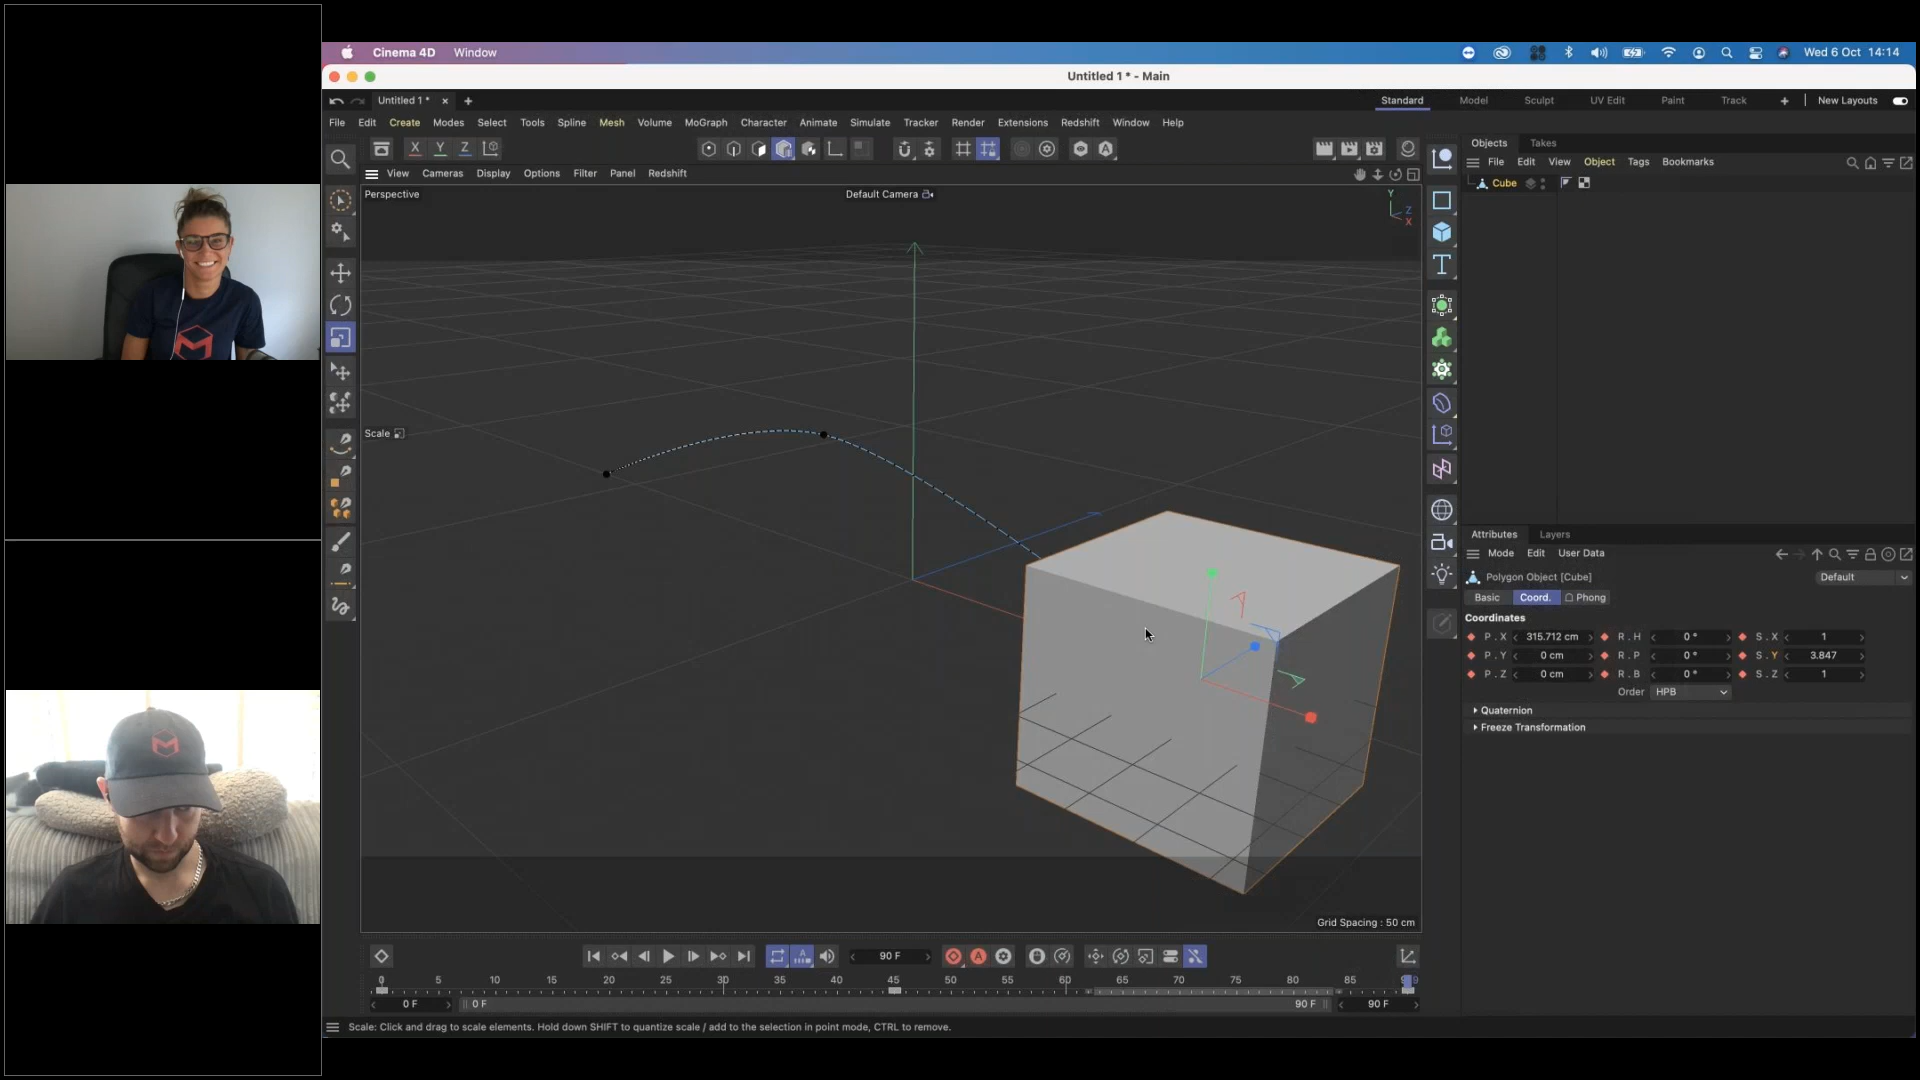 Cinema 4D Window Wed 6 Oct 14:14
Untitled 1 * - Main
Untitled 1 * Standard Model Sculpt UV Edit Paint Track New Layouts
File Edit Create Modes Select Tools Spline Mesh Volume MoGraph Character Animate Simulate Tracker Render Extensions Redshift Window Help
X Y Z
Objects Takes
File Edit View Object Tags Bookmarks
View Cameras Display Options Filter Panel Redshift
Cube
Perspective Default Camera
Y
Z
X
Scale
Attributes Layers
Mode Edit User Data
Polygon Object [Cube] Default
Basic Coord. Phong
Coordinates
P . X 315.712 cm R . H 0 ° S . X 1
P . Y 0 cm R . P 0 ° S . Y 3.847
P . Z 0 cm R . B 0 ° S . Z 1
Order HPB
Quaternion
Freeze Transformation
Grid Spacing : 50 cm
90 F
0 5 10 15 20 25 30 35 40 45 50 55 60 65 70 75 80 85
0 F 0 F 90 F 90 F
Scale: Click and drag to scale elements. Hold down SHIFT to quantize scale / add to the selection in point mode, CTRL to remove.